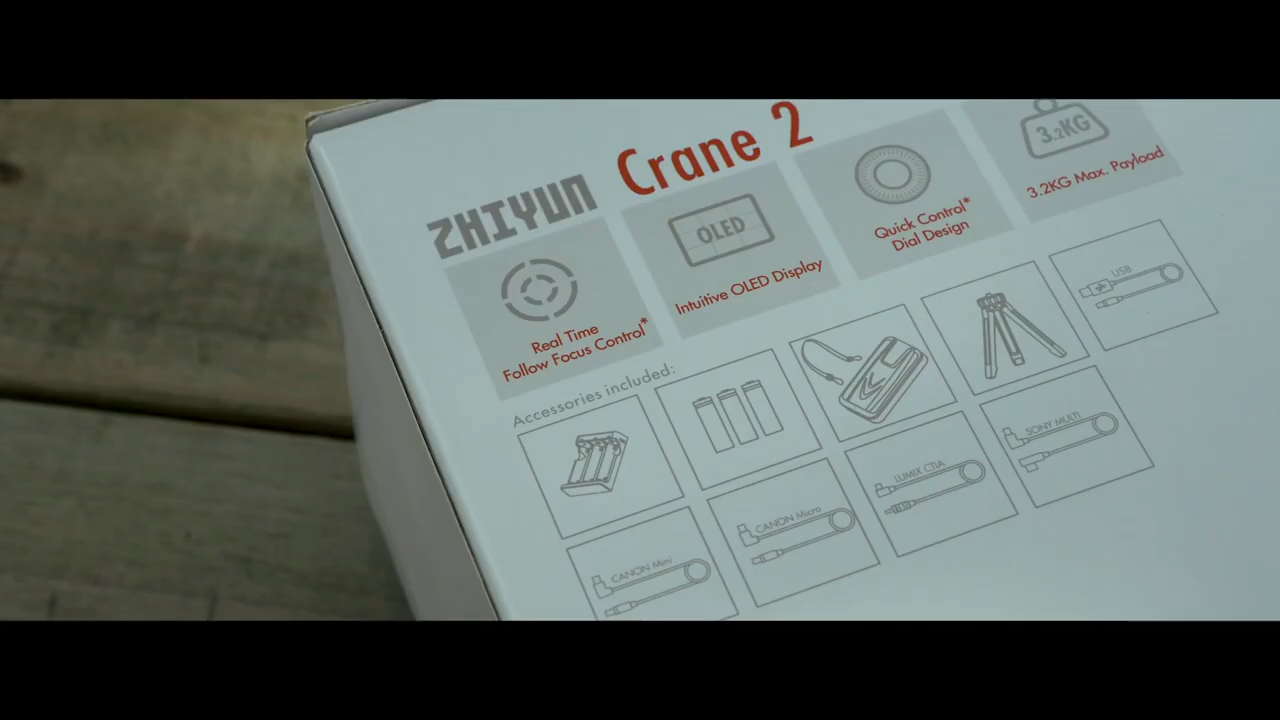 ZHIYUN Crane 2
Real Time
Follow Focus Control*
OLED
Intuitive OLED Display
Quick Control*
Dial Design
3.2KG
3.2KG Max. Payload
Accessories included:
USB
CANON Mini
CANON Micro
LUMIX CTIA
SONY MULTI